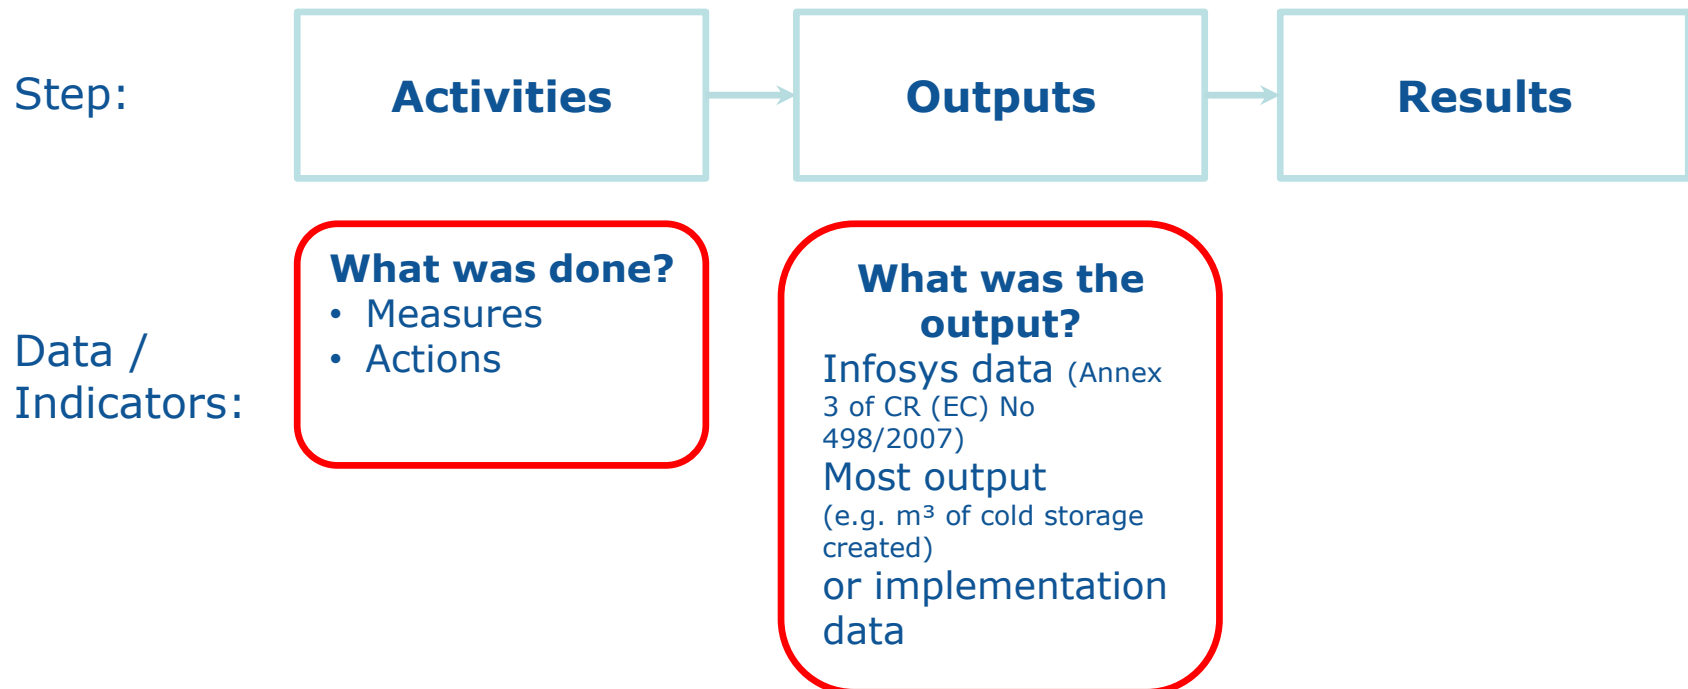 Step:
Activities
Outputs
Results
Data /
Indicators:
What was done?
• Measures
• Actions
What was the
output?
Infosys data (Annex
3 of CR (EC) No
498/2007)
Most output
(e.g. m³ of cold storage
created)
or implementation
data